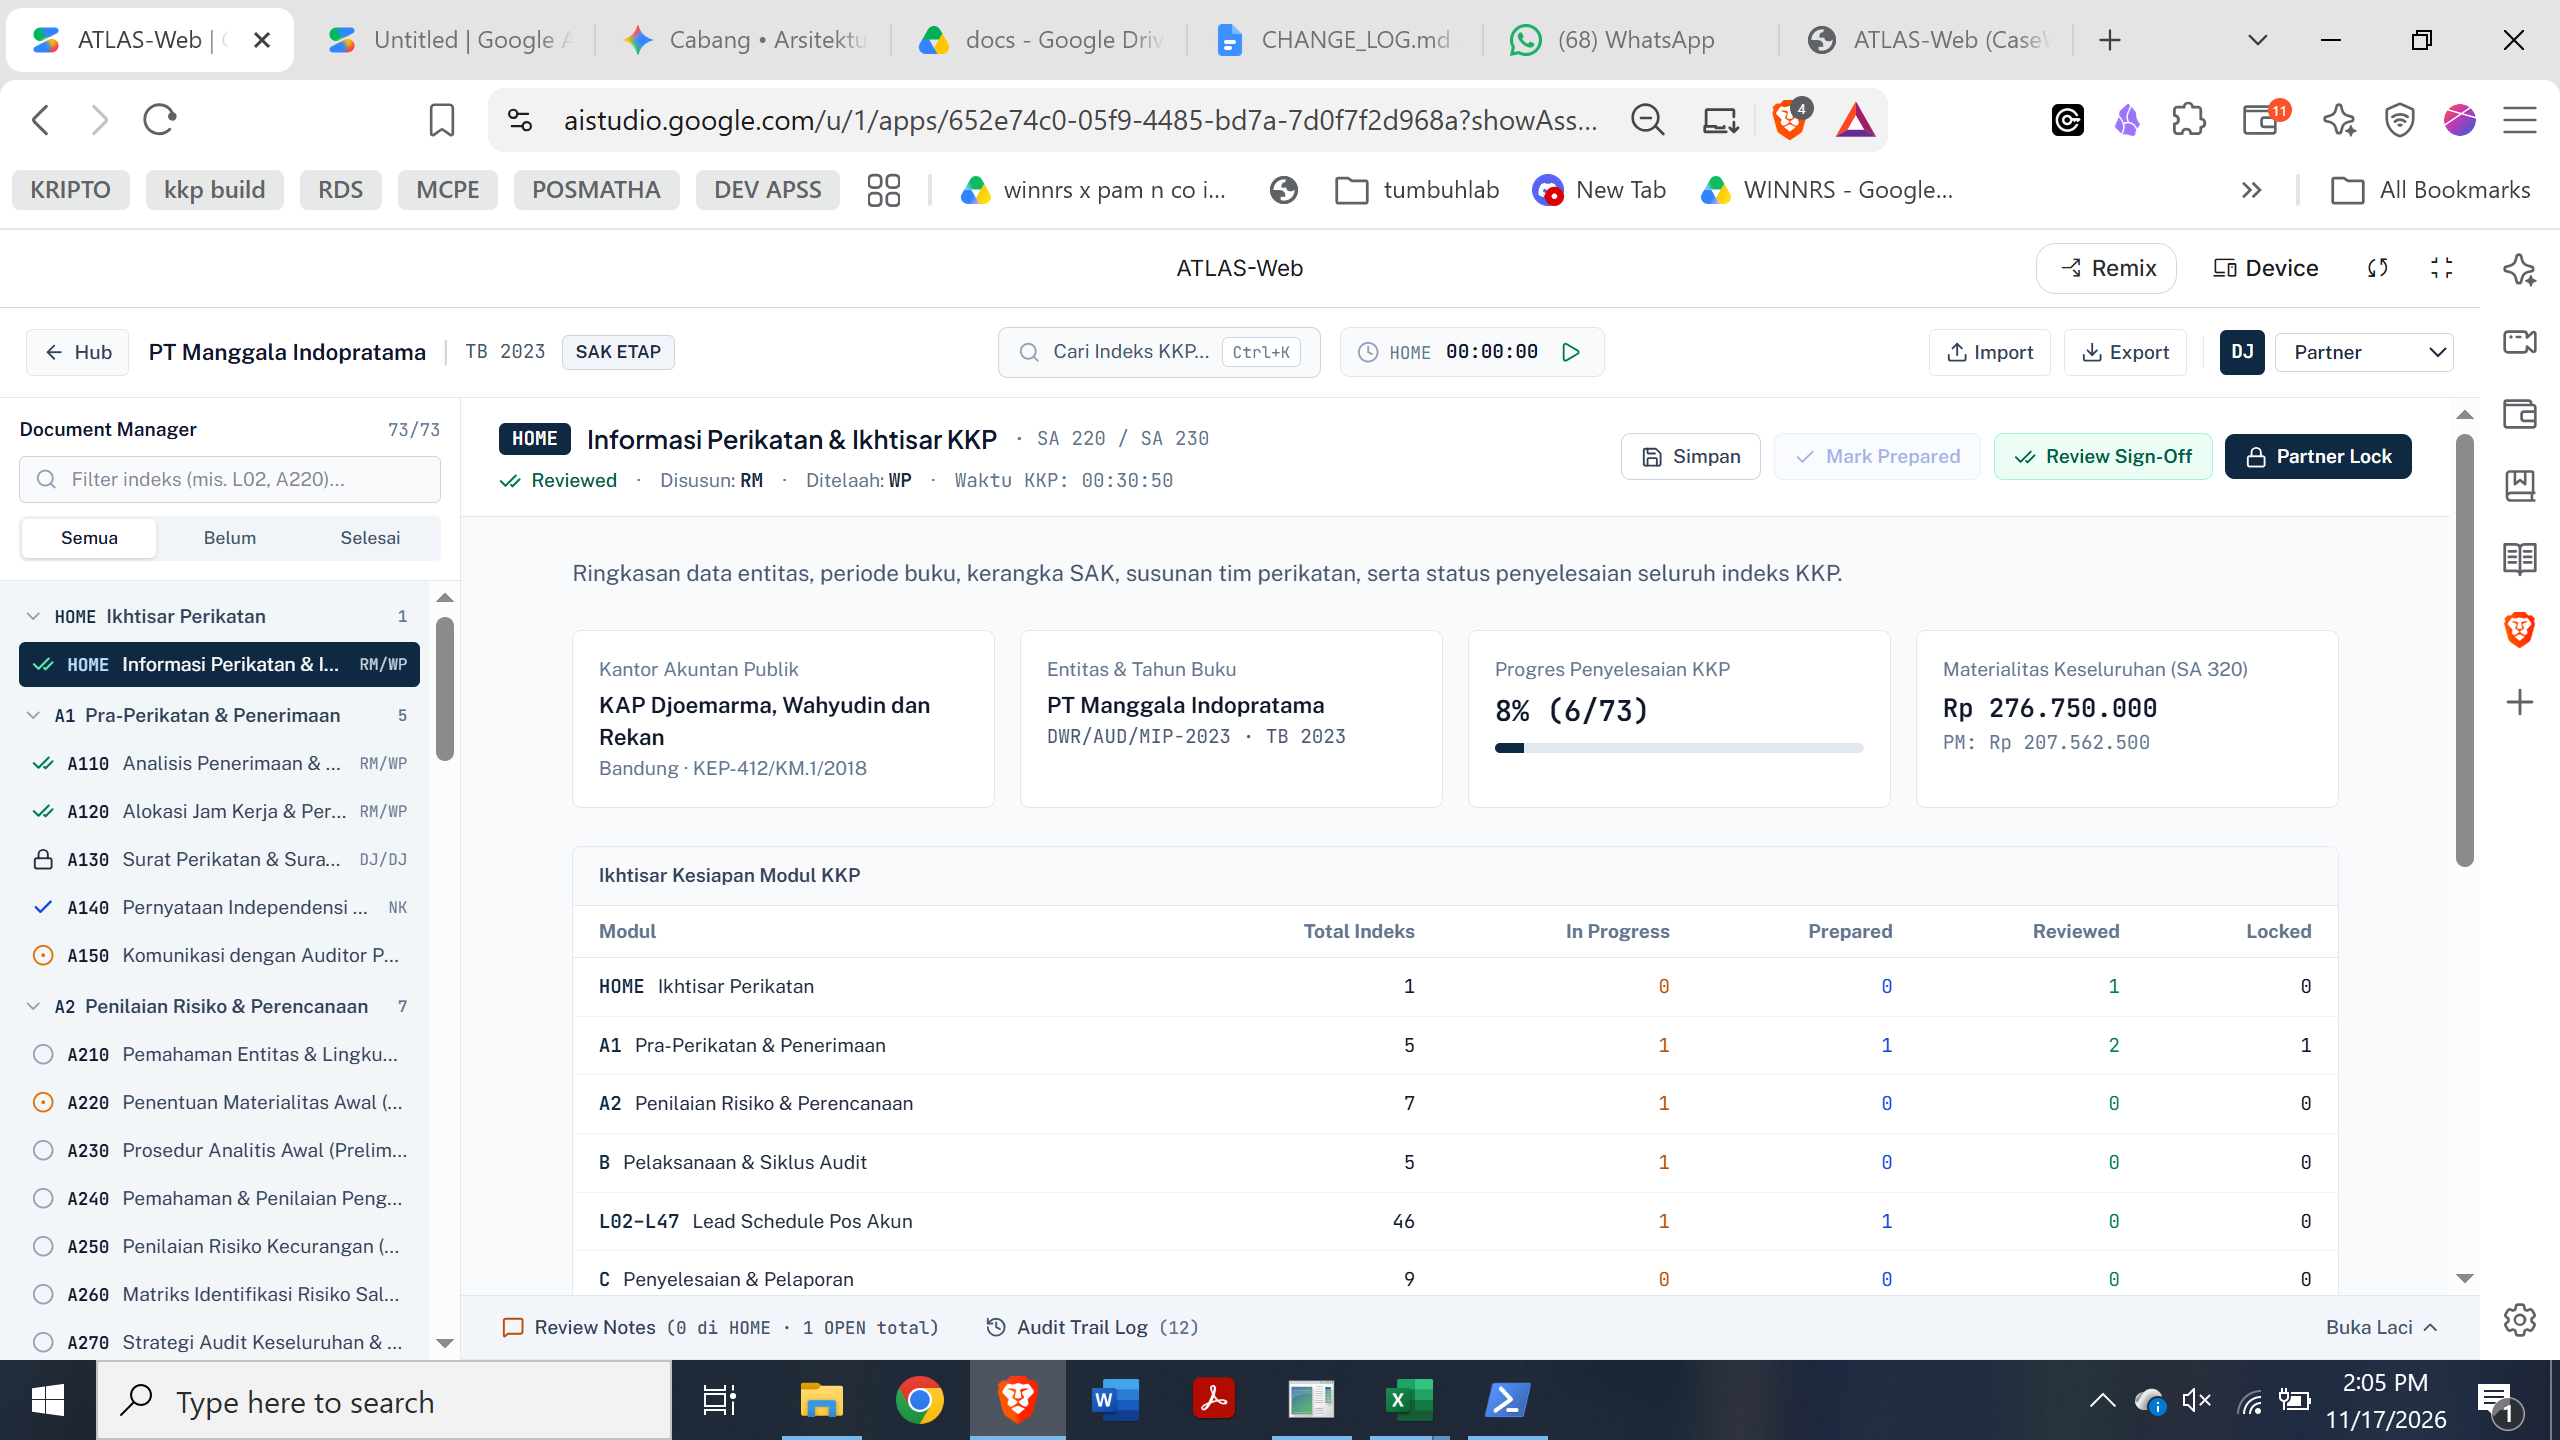 ATLAS-Web |
Untitled | Google
Cabang • Arsitektu
docs - Google Driv
CHANGE_LOG.md
(68) WhatsApp
ATLAS-Web (Case
aistudio.google.com/u/1/apps/652e74c0-05f9-4485-bd7a-7d0f7f2d968a?showAss...
4
11
KRIPTO
kkp build
RDS
MCPE
POSMATHA
DEV APSS
winnrs x pam n co i...
tumbuhlab
New Tab
WINNRS - Google...
All Bookmarks
ATLAS-Web
Remix
Device
Hub
PT Manggala Indopratama
TB 2023
SAK ETAP
Cari Indeks KKP...
Ctrl+K
HOME 00:00:00
Import
Export
DJ
Partner
Document Manager
73/73
Filter indeks (mis. L02, A220)...
Semua
Belum
Selesai
HOME Ikhtisar Perikatan 1
HOME Informasi Perikatan & I... RM/WP
A1 Pra-Perikatan & Penerimaan 5
A110 Analisis Penerimaan & ... RM/WP
A120 Alokasi Jam Kerja & Per... RM/WP
A130 Surat Perikatan & Sura... DJ/DJ
A140 Pernyataan Independensi ... NK
A150 Komunikasi dengan Auditor P...
A2 Penilaian Risiko & Perencanaan 7
A210 Pemahaman Entitas & Lingku...
A220 Penentuan Materialitas Awal (...
A230 Prosedur Analitis Awal (Prelim...
A240 Pemahaman & Penilaian Peng...
A250 Penilaian Risiko Kecurangan (...
A260 Matriks Identifikasi Risiko Sal...
A270 Strategi Audit Keseluruhan & ...
HOME Informasi Perikatan & Ikhtisar KKP · SA 220 / SA 230
Reviewed · Disusun: RM · Ditelaah: WP · Waktu KKP: 00:30:50
Simpan
Mark Prepared
Review Sign-Off
Partner Lock
Ringkasan data entitas, periode buku, kerangka SAK, susunan tim perikatan, serta status penyelesaian seluruh indeks KKP.
Kantor Akuntan Publik
KAP Djoemarma, Wahyudin dan
Rekan
Bandung · KEP-412/KM.1/2018
Entitas & Tahun Buku
PT Manggala Indopratama
DWR/AUD/MIP-2023 · TB 2023
Progres Penyelesaian KKP
8% (6/73)
Materialitas Keseluruhan (SA 320)
Rp 276.750.000
PM: Rp 207.562.500
Ikhtisar Kesiapan Modul KKP
Modul Total Indeks In Progress Prepared Reviewed Locked
HOME Ikhtisar Perikatan 1 0 0 1 0
A1 Pra-Perikatan & Penerimaan 5 1 1 2 1
A2 Penilaian Risiko & Perencanaan 7 1 0 0 0
B Pelaksanaan & Siklus Audit 5 1 0 0 0
L02–L47 Lead Schedule Pos Akun 46 1 1 0 0
C Penyelesaian & Pelaporan 9 0 0 0 0
Review Notes (0 di HOME · 1 OPEN total)
Audit Trail Log (12)
Buka Laci
Type here to search
2:05 PM
11/17/2026
1